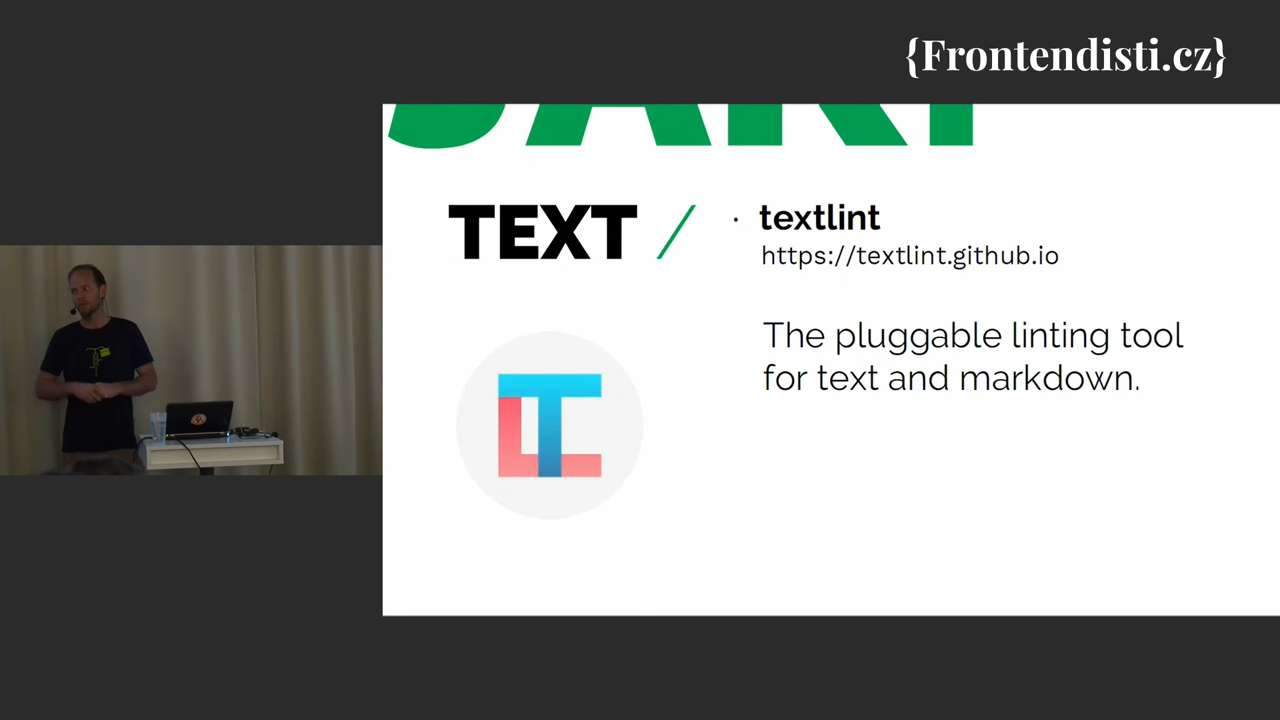 {Frontendisti.cz}
TEXT /
· textlint
https://textlint.github.io
The pluggable linting tool
for text and markdown.